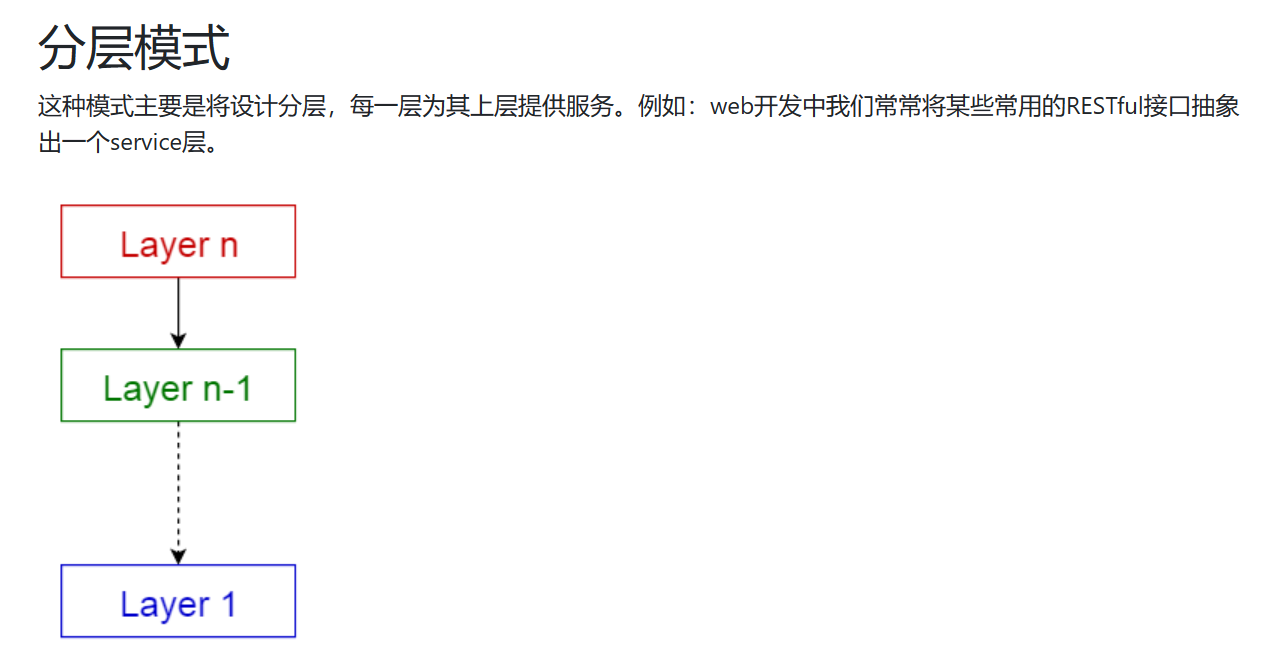 分层模式
这种模式主要是将设计分层，每一层为其上层提供服务。例如：web开发中我们常常将某些常用的RESTful接口抽象
出一个service层。
Layer n
Layer n-1
Layer 1